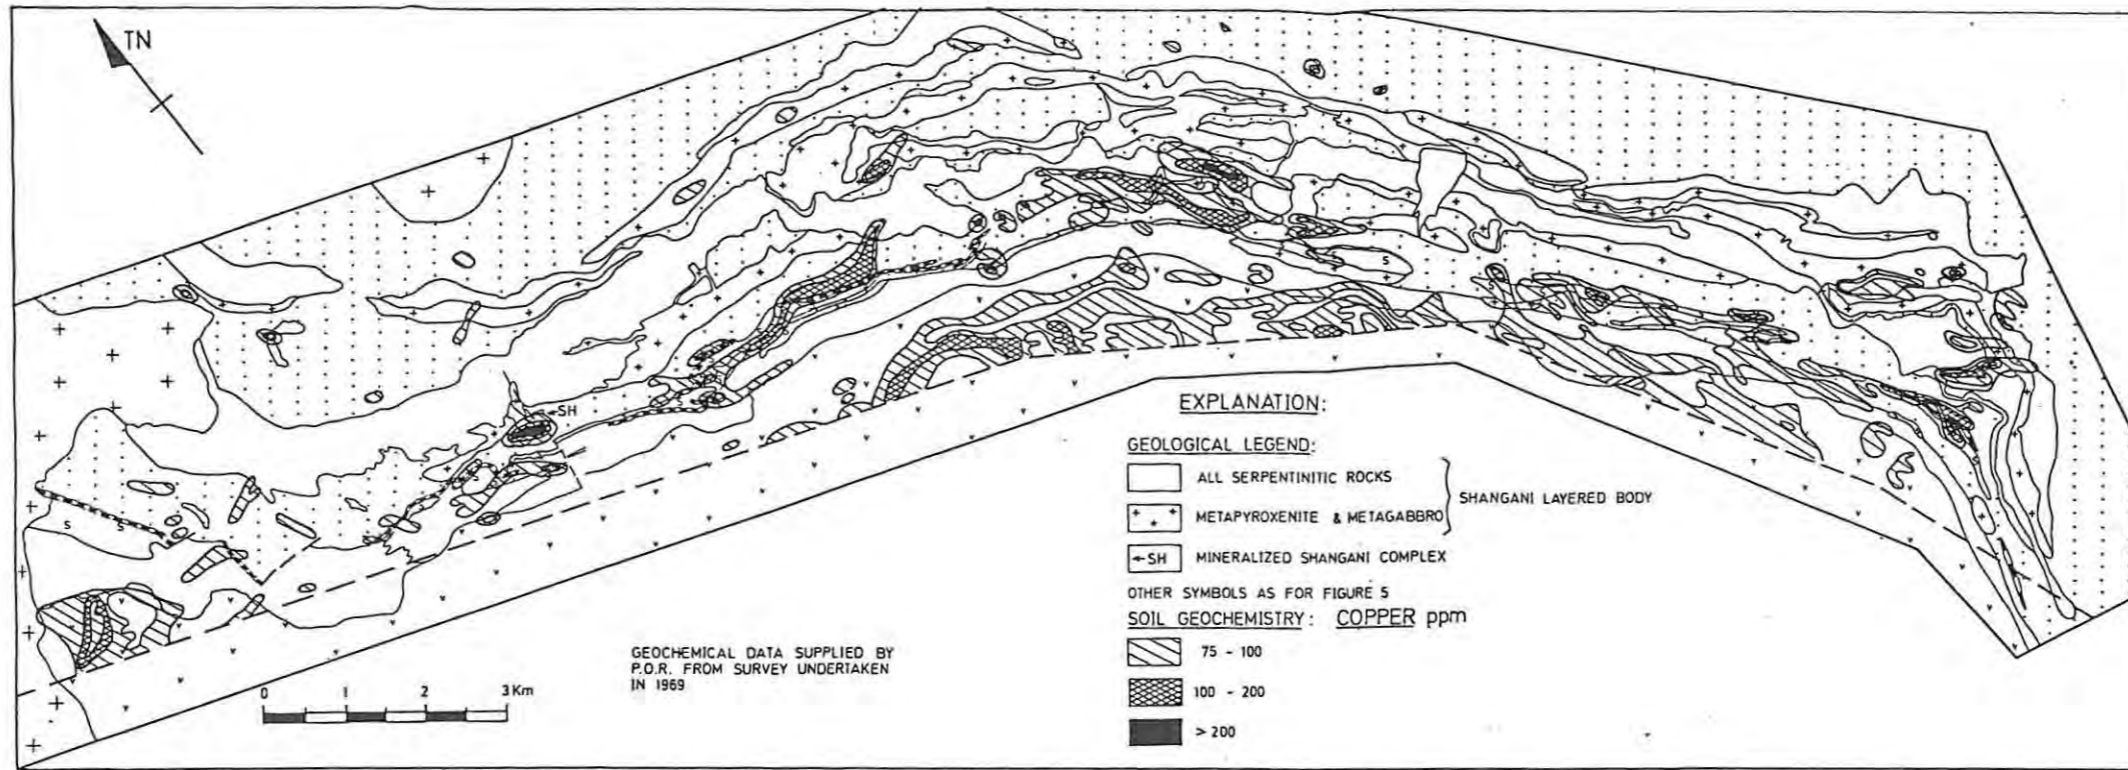 TN
SH
S
S
S
S
S
S
EXPLANATION:
GEOLOGICAL LEGEND:
ALL SERPENTINITIC ROCKS
METAPYROXENITE & METAGABBRO
SHANGANI LAYERED BODY
SH MINERALIZED SHANGANI COMPLEX
OTHER SYMBOLS AS FOR FIGURE 5
SOIL GEOCHEMISTRY: COPPER ppm
75 - 100
100 - 200
> 200
GEOCHEMICAL DATA SUPPLIED BY
P.O.R. FROM SURVEY UNDERTAKEN
IN 1969
0 1 2 3 Km